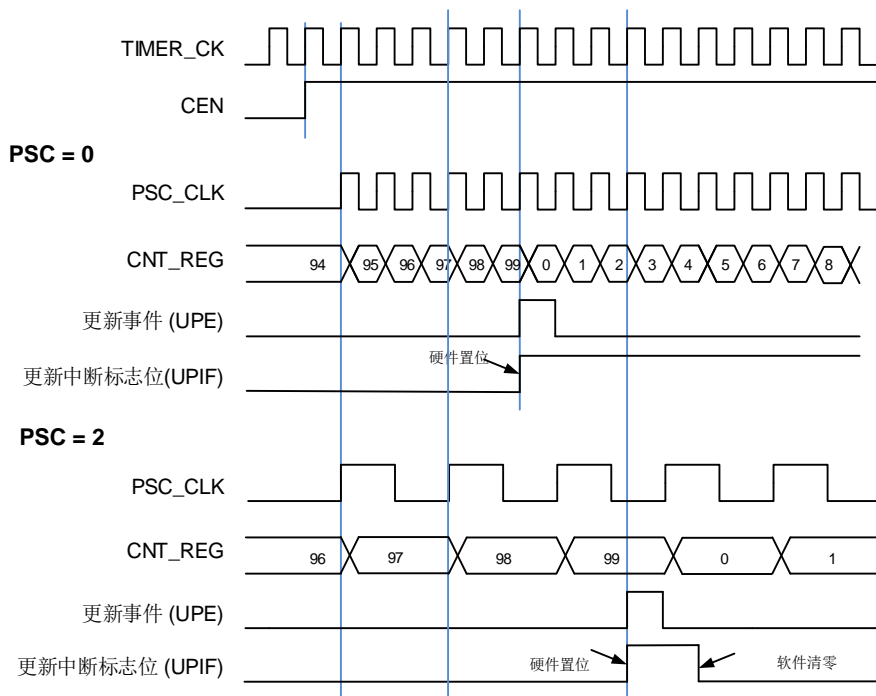 TIMER_CK
CEN
PSC = 0
PSC_CLK
CNT_REG 94 95 96 97 98 99 0 1 2 3 4 5 6 7 8
更新事件 (UPE)
硬件置位
更新中断标志位(UPIF)
PSC = 2
PSC_CLK
CNT_REG 96 97 98 99 0 1
更新事件 (UPE)
更新中断标志位 (UPIF) 硬件置位 软件清零